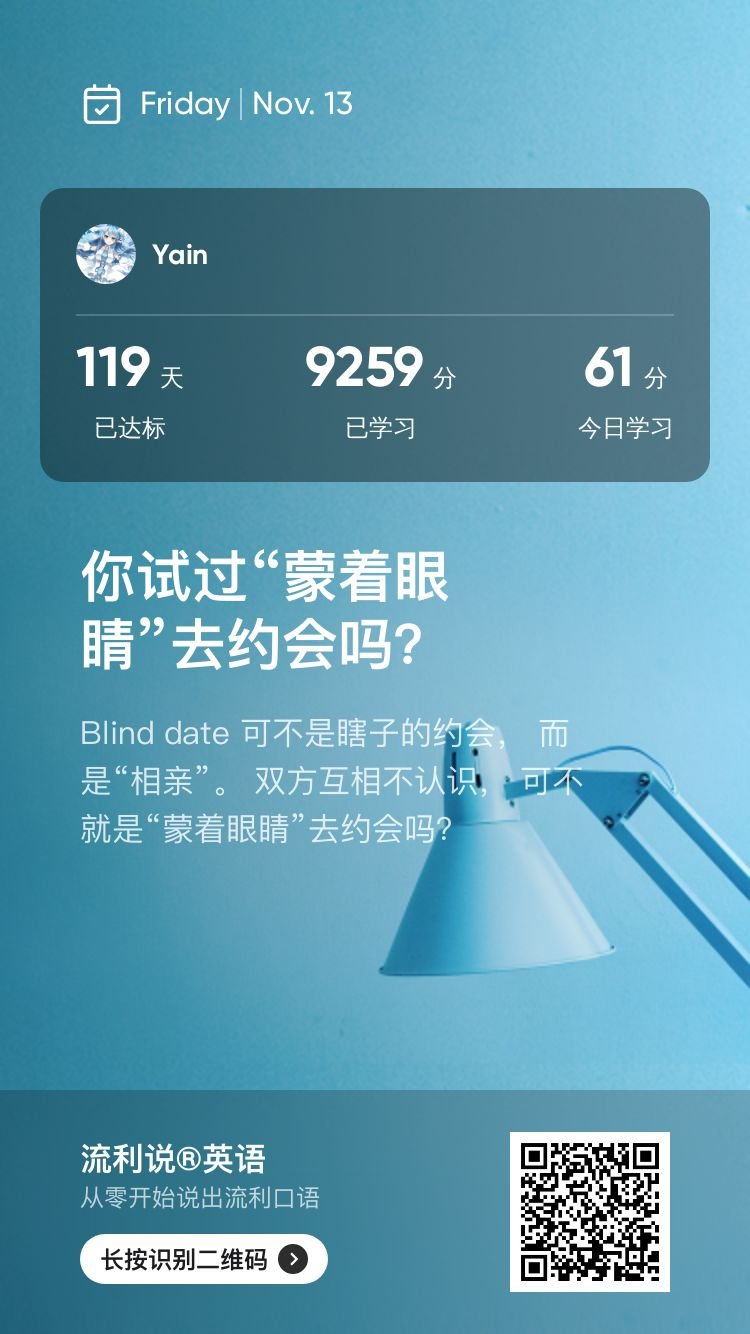 Friday | Nov. 13
Yain
119 天 9259 分 61 分
已达标 已学习 今日学习
你试过“蒙着眼
睛”去约会吗?
Blind date 可不是瞎子的约会， 而
是“相亲”。 双方互相不认识， 可不
就是“蒙着眼睛”去约会吗?
流利说®英语
从零开始说出流利口语
长按识别二维码